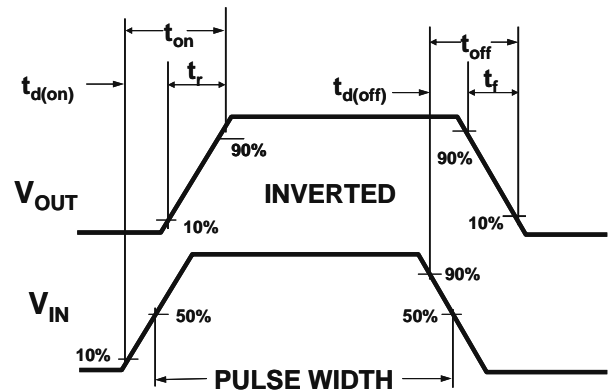 t_on
t_off
t_d(on)
t_r
t_d(off)
t_f
90%
90%
V_OUT
INVERTED
10%
10%
90%
V_IN
50%
50%
10%
PULSE WIDTH